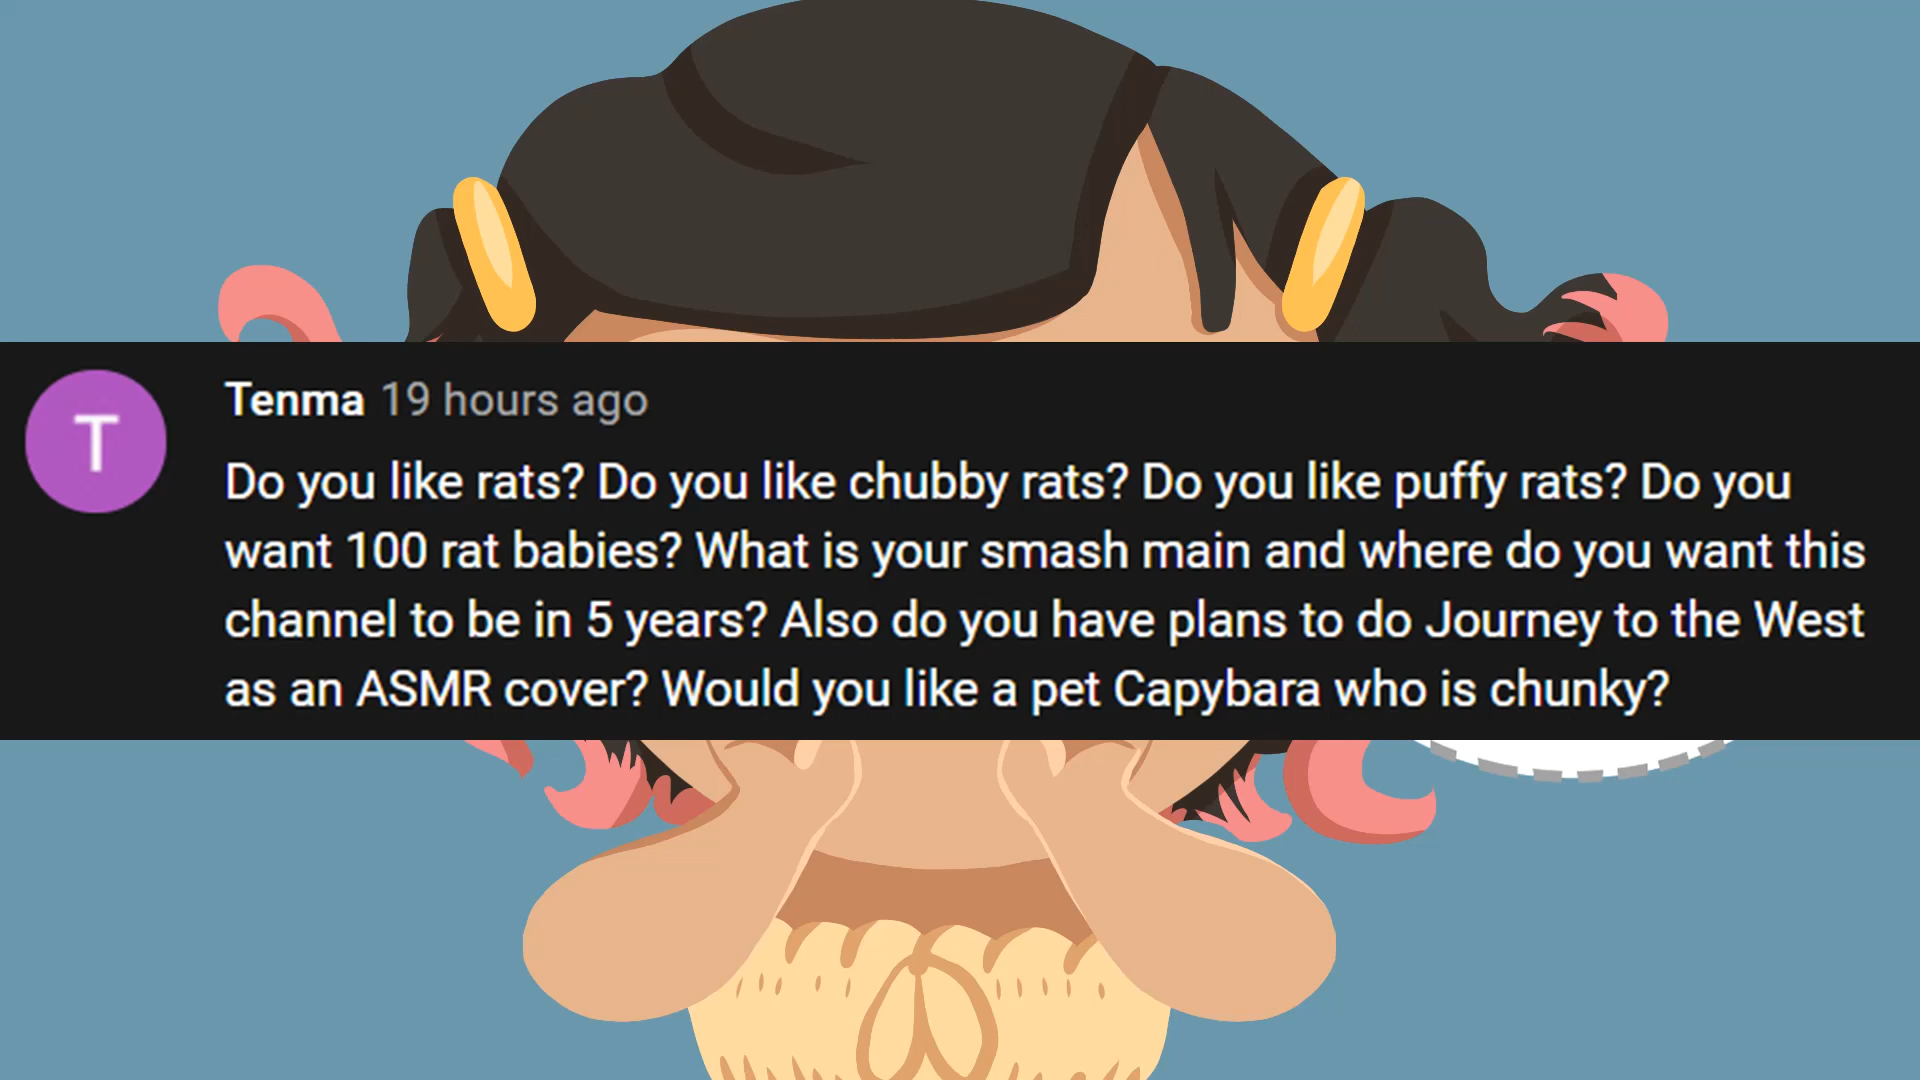 T
Tenma 19 hours ago
Do you like rats? Do you like chubby rats? Do you like puffy rats? Do you
want 100 rat babies? What is your smash main and where do you want this
channel to be in 5 years? Also do you have plans to do Journey to the West
as an ASMR cover? Would you like a pet Capybara who is chunky?